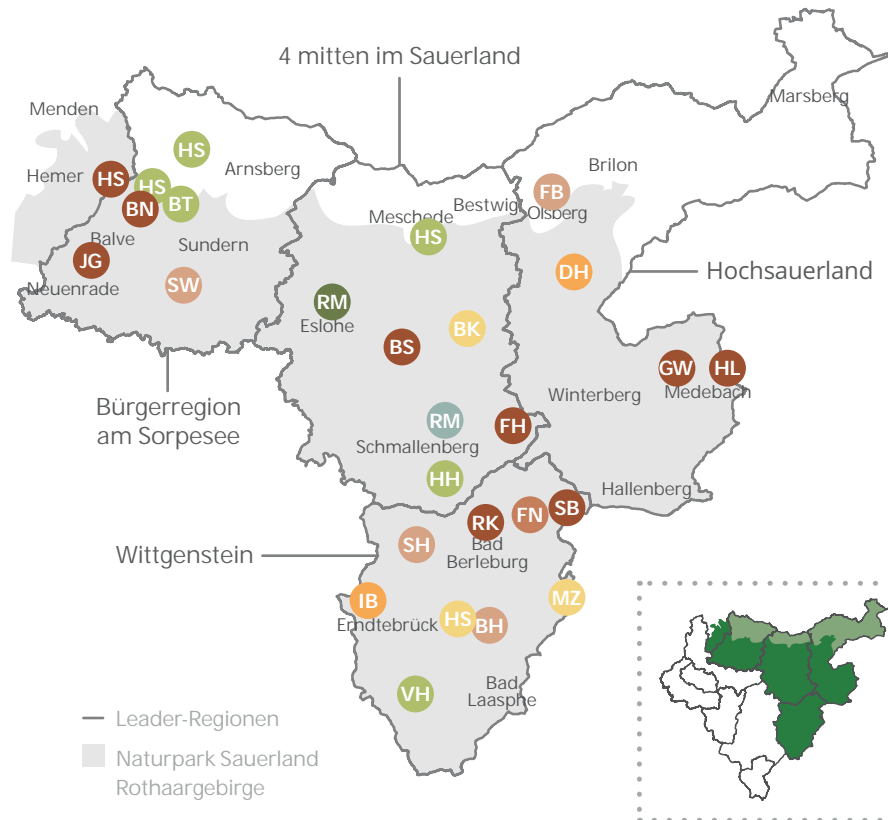 4 mitten im Sauerland
Marsberg
Menden
HS
Arnsberg
Brilon
Hemer
HS
HS
BT
BN
FB
Bestwig
Olsberg
Meschede
HS
Balve
Sundern
JG
Neuenrade
SW
DH
Hochsauerland
RM
Eslohe
BK
BS
GW
HL
Medebach
Winterberg
Bürgerregion
am Sorpesee
RM
FH
Schmallenberg
HH
Hallenberg
SB
FN
RK
Bad
Berleburg
SH
Wittgenstein
IB
Erndtebrück
HS
BH
MZ
VH
Bad
Laasphe
Leader-Regionen
Naturpark Sauerland
Rothaargebirge